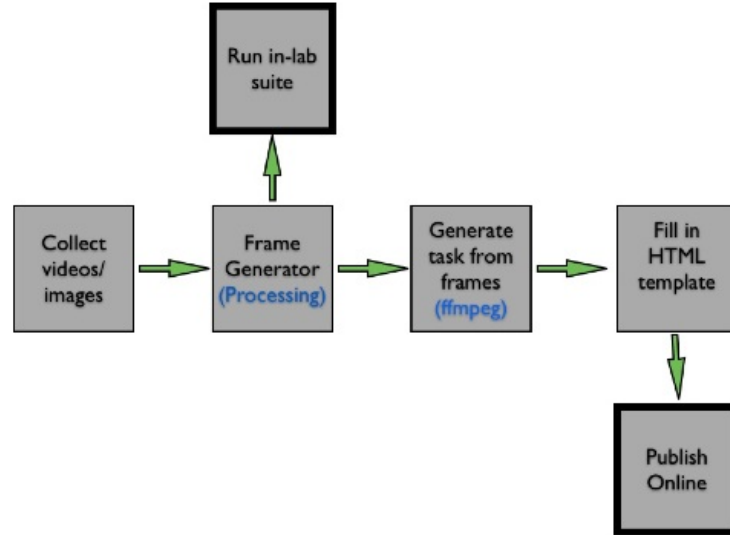 Run in-lab
suite
Collect
videos/
images
Frame
Generator
(Processing)
Generate
task from
frames
(ffmpeg)
Fill in
HTML
template
Publish
Online